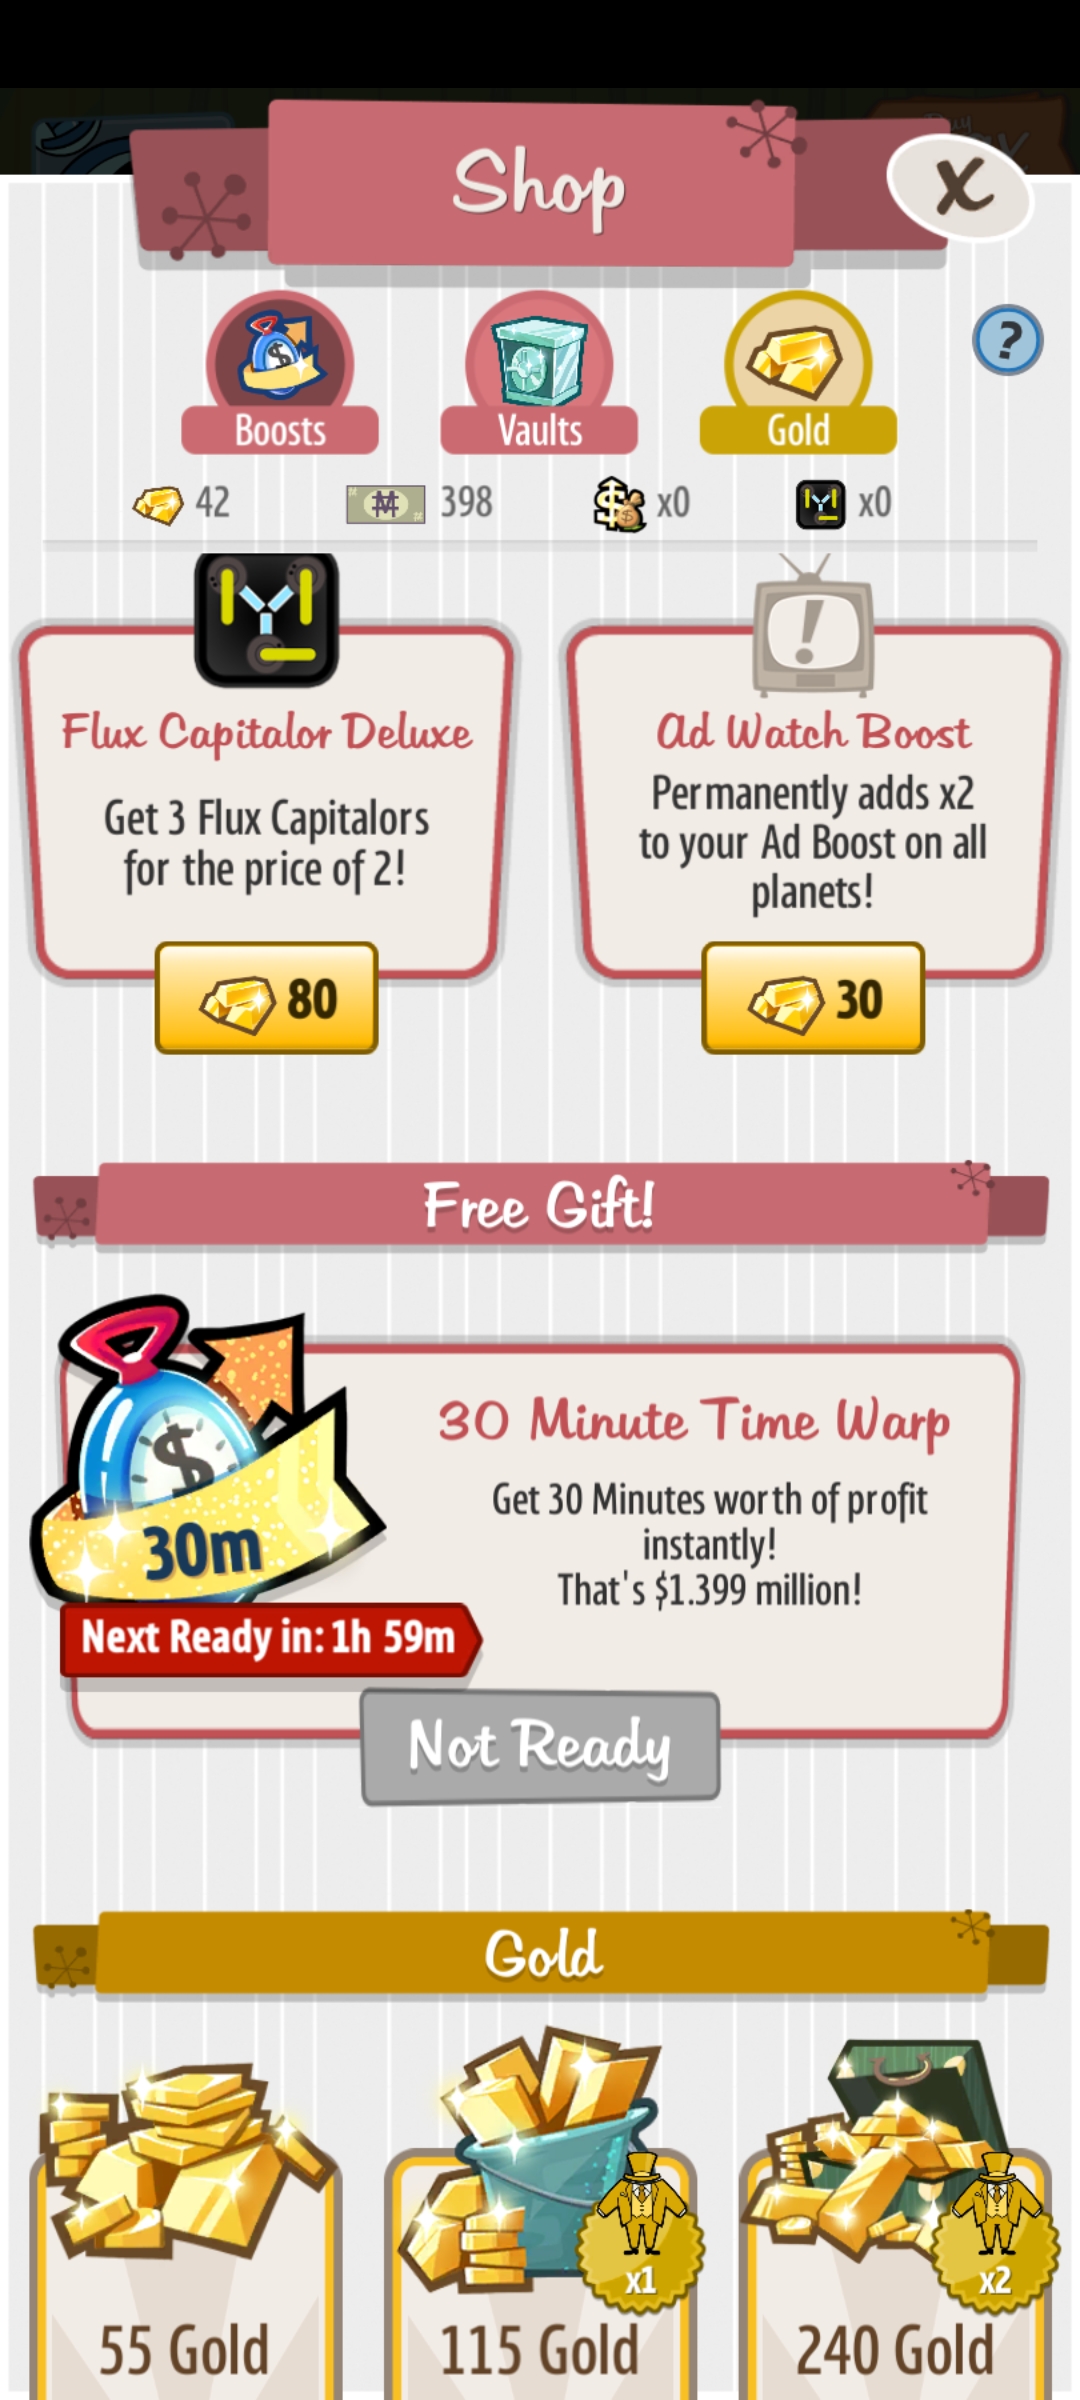 Shop
X
?
Boosts
Vaults
Gold
42
398
x0
x0
Flux Capitalor Deluxe
Get 3 Flux Capitalors
for the price of 2!
80
Ad Watch Boost
Permanently adds x2
to your Ad Boost on all
planets!
30
Free Gift!
30 Minute Time Warp
Get 30 Minutes worth of profit
instantly!
That's $1.399 million!
30m
Next Ready in: 1h 59m
Not Ready
Gold
x1
x2
55 Gold
115 Gold
240 Gold